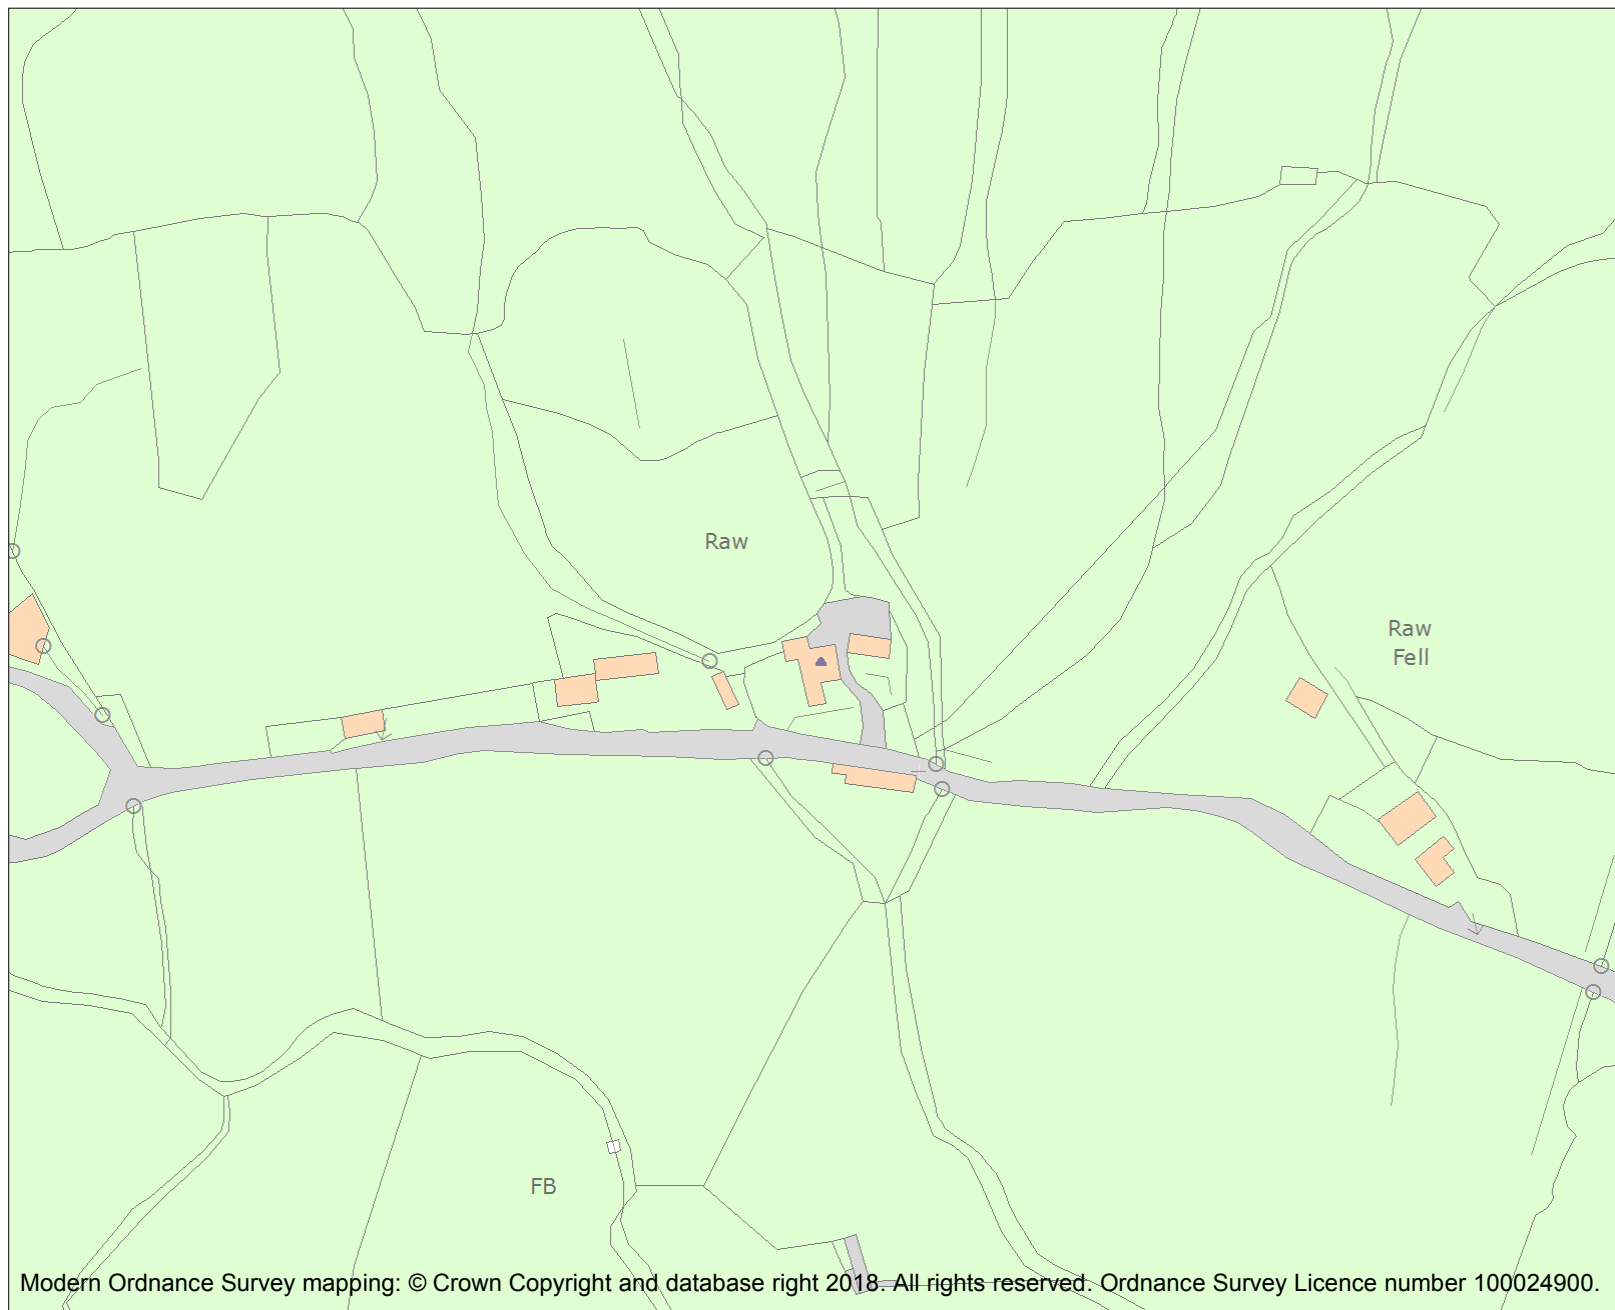 Raw
Raw
Fell
FB
Modern Ordnance Survey mapping: © Crown Copyright and database right 2018. All rights reserved. Ordnance Survey Licence number 100024900.